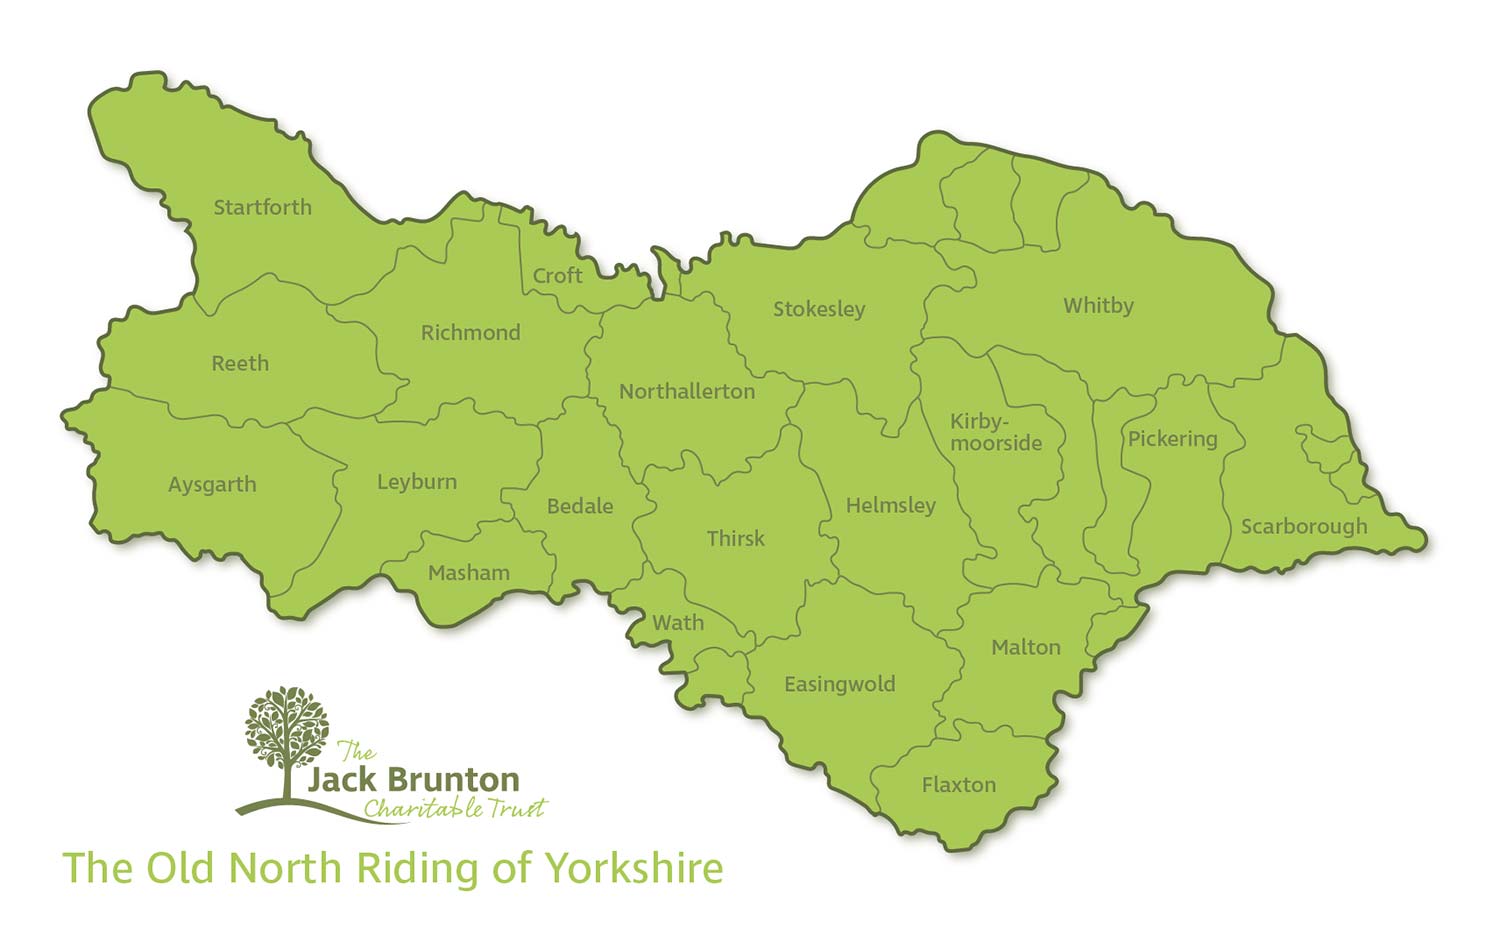 Startforth
Croft
Stokesley
Whitby
Richmond
Reeth
Northallerton
Kirby-
moorside
Pickering
Aysgarth
Leyburn
Bedale
Helmsley
Scarborough
Thirsk
Masham
Wath
Malton
Easingwold
Flaxton
The
Jack Brunton
Charitable Trust
The Old North Riding of Yorkshire